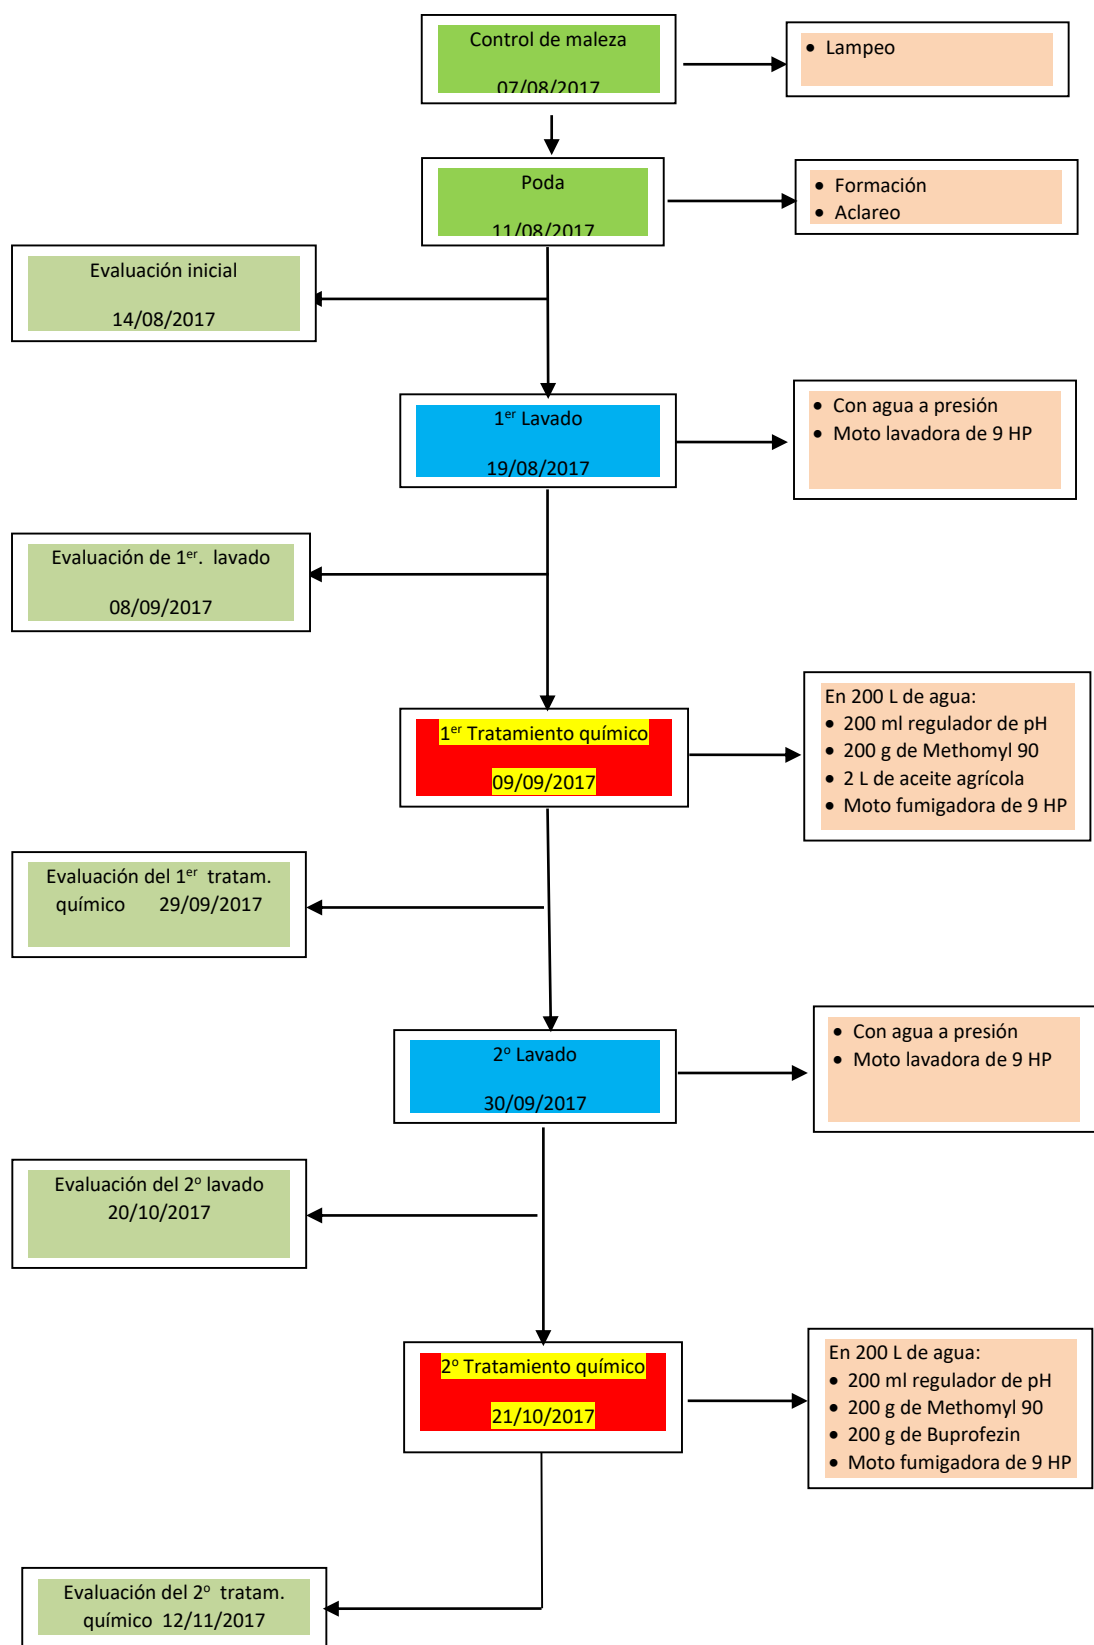 Control de maleza
07/08/2017
• Lampeo
Poda
11/08/2017
• Formación
• Aclareo
Evaluación inicial
14/08/2017
1er Lavado
19/08/2017
• Con agua a presión
• Moto lavadora de 9 HP
Evaluación de 1er. lavado
08/09/2017
1er Tratamiento químico
09/09/2017
En 200 L de agua:
• 200 ml regulador de pH
• 200 g de Methomyl 90
• 2 L de aceite agrícola
• Moto fumigadora de 9 HP
Evaluación del 1er tratam.
químico 29/09/2017
2º Lavado
30/09/2017
• Con agua a presión
• Moto lavadora de 9 HP
Evaluación del 2º lavado
20/10/2017
2º Tratamiento químico
21/10/2017
En 200 L de agua:
• 200 ml regulador de pH
• 200 g de Methomyl 90
• 200 g de Buprofezin
• Moto fumigadora de 9 HP
Evaluación del 2º tratam.
químico 12/11/2017